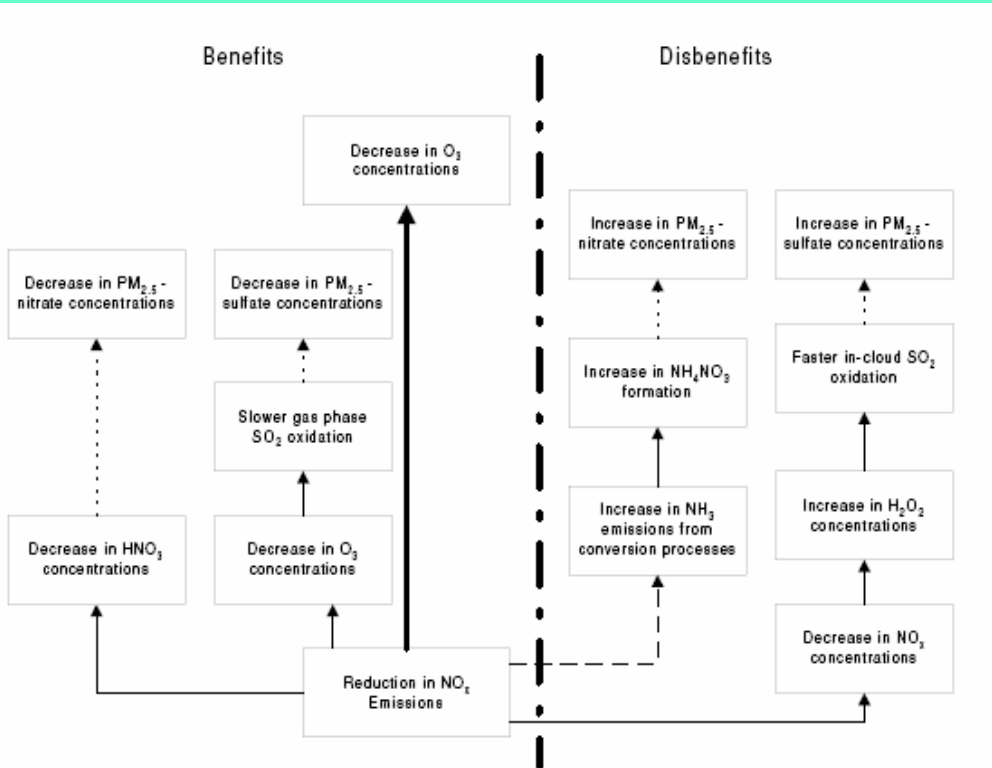 Benefits
Disbenefits
Decrease in O₃
concentrations
Increase in PM₂.₅ -
nitrate concentrations
Increase in PM₂.₅ -
sulfate concentrations
Decrease in PM₂.₅ -
nitrate concentrations
Decrease in PM₂.₅ -
sulfate concentrations
Increase in NH₄NO₃
formation
Faster in-cloud SO₂
oxidation
Slower gas phase
SO₂ oxidation
Increase in NH₃
emissions from
conversion processes
Increase in H₂O₂
concentrations
Decrease in HNO₃
concentrations
Decrease in O₃
concentrations
Decrease in NOₓ
concentrations
Reduction in NOₓ
Emissions